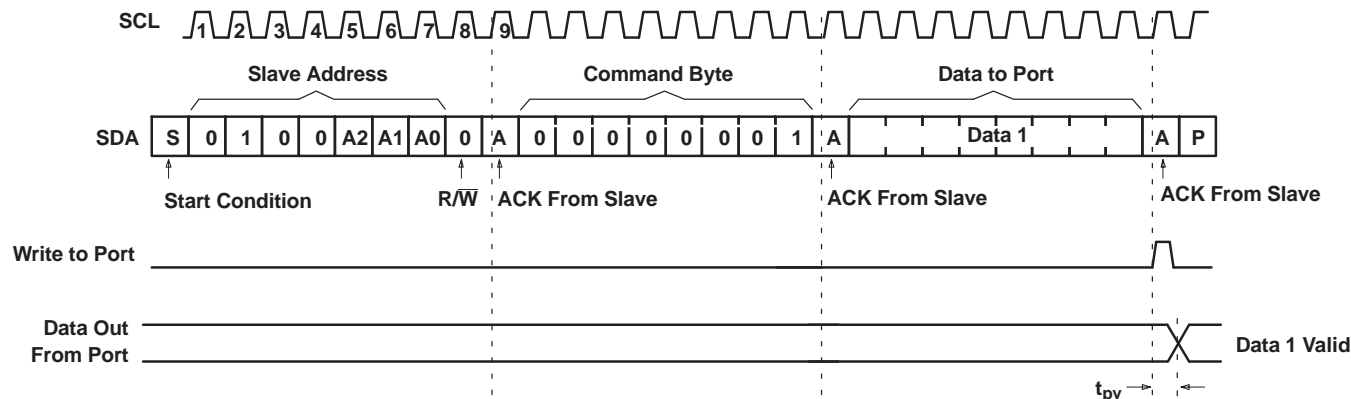 SCL 1 2 3 4 5 6 7 8 9
Slave Address Command Byte Data to Port
SDA S 0 1 0 0 A2 A1 A0 0 A 0 0 0 0 0 0 0 1 A Data 1 A P
Start Condition R/W̅ ACK From Slave ACK From Slave ACK From Slave
Write to Port
Data Out
From Port
Data 1 Valid
tpv